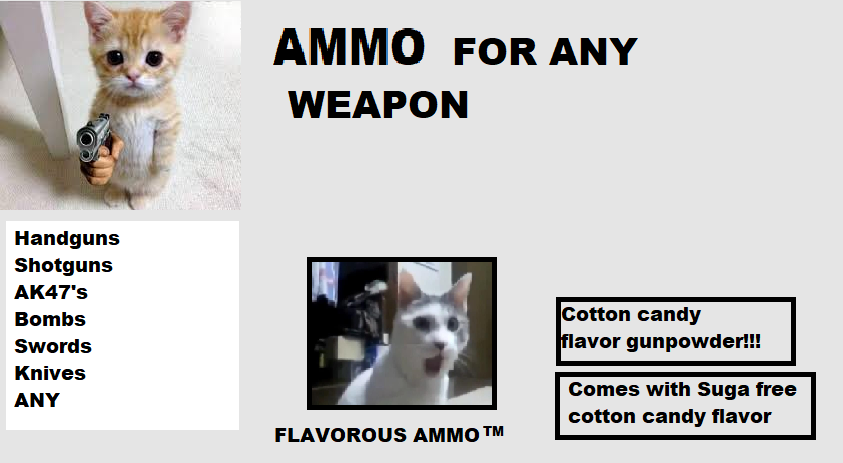 AMMO FOR ANY
WEAPON
Handguns
Shotguns
AK47's
Bombs
Swords
Knives
ANY
FLAVOROUS AMMO™
Cotton candy
flavor gunpowder!!!
Comes with Suga free
cotton candy flavor